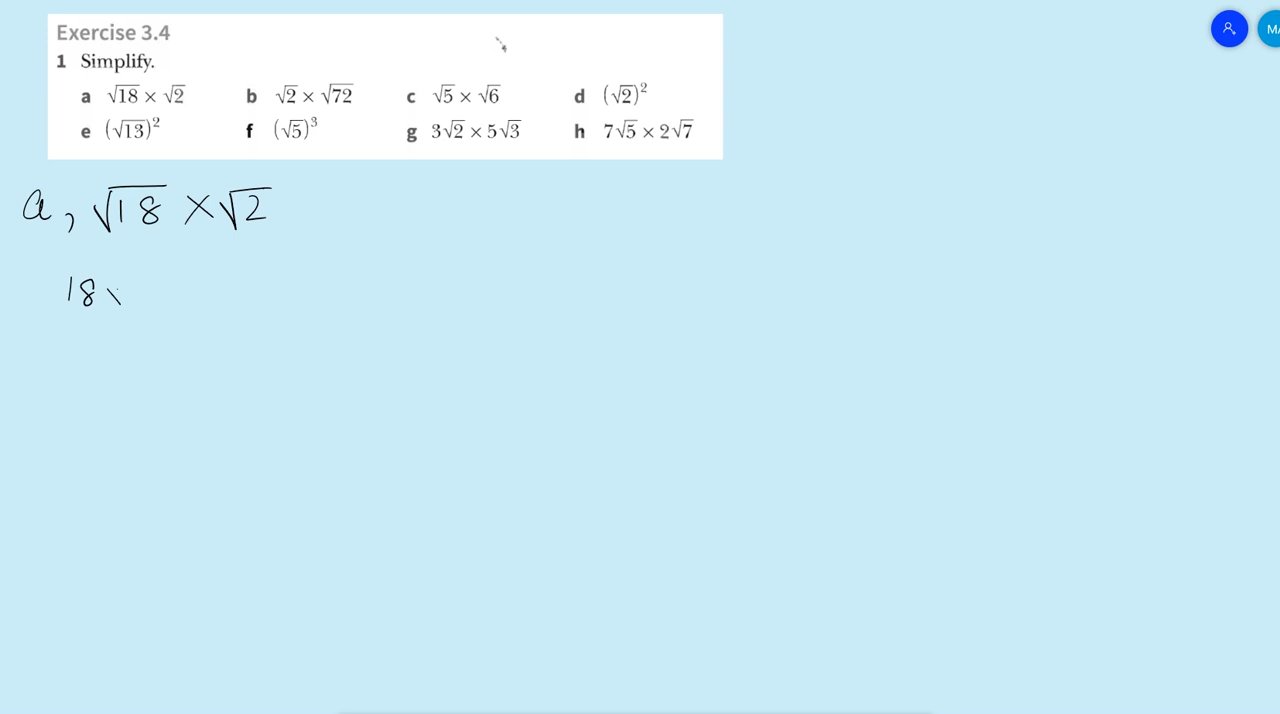 Exercise 3.4
1 Simplify.
a √18 × √2 b √2 × √72 c √5 × √6 d (√2)²
e (√13)² f (√5)³ g 3√2 × 5√3 h 7√5 × 2√7
a, √18 × √2
18
MA